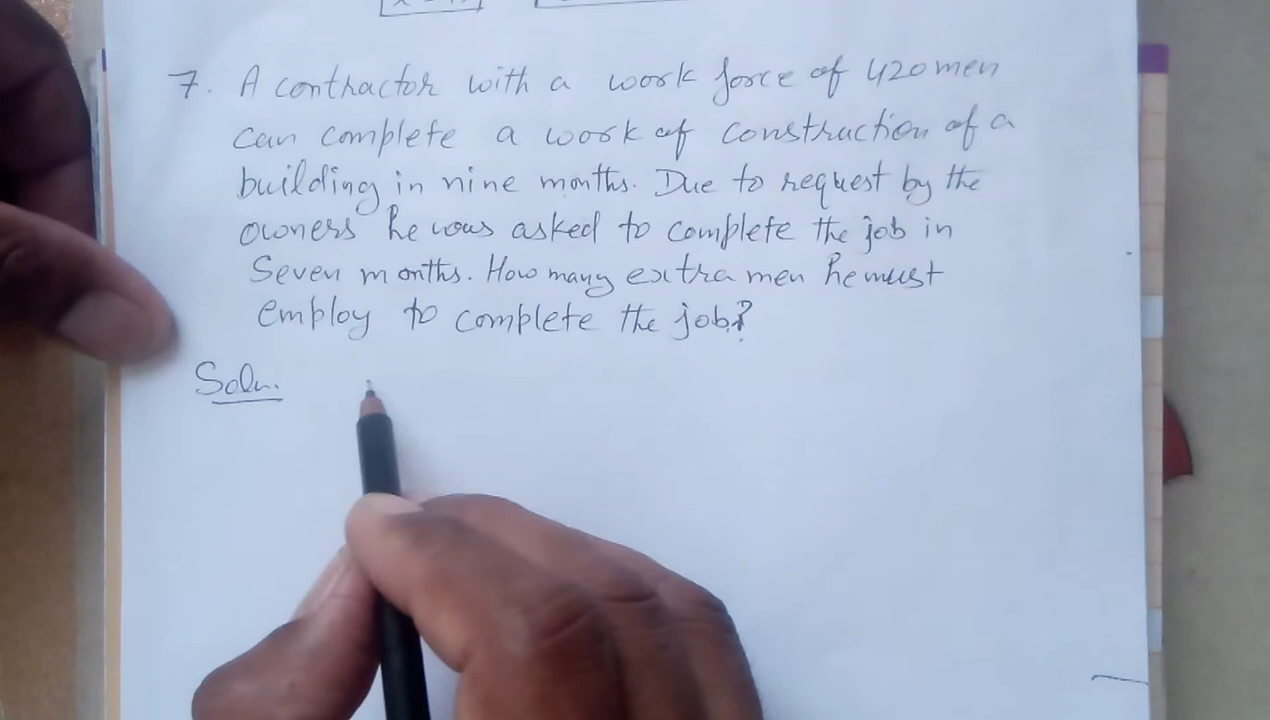 7. A contractor with a work force of 420 men
can complete a work of construction of a
building in nine months. Due to request by the
owners he was asked to complete the job in
Seven months. How many extra men he must
employ to complete the job?
Soln.